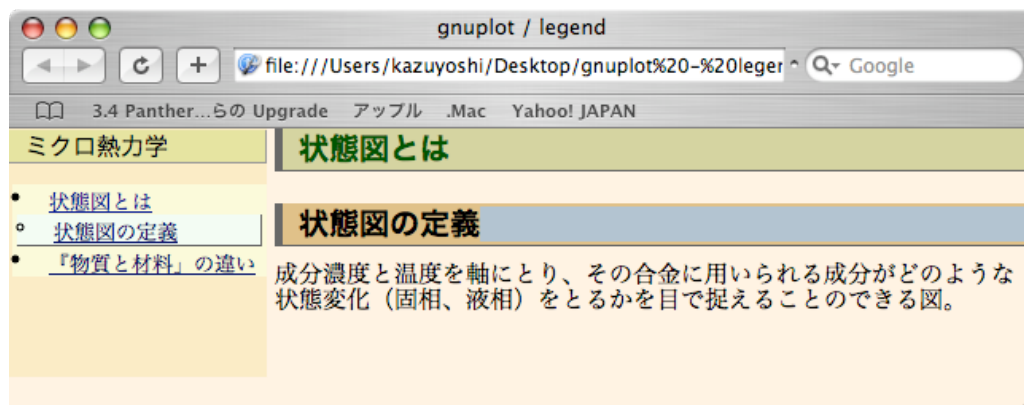 gnuplot / legend
file:///Users/kazuyoshi/Desktop/gnuplot%20-%20leger
Google
3.4 Panther...らの Upgrade アップル .Mac Yahoo! JAPAN
ミクロ熱力学
状態図とは
状態図の定義
『物質と材料」の違い
状態図とは
状態図の定義
成分濃度と温度を軸にとり、その合金に用いられる成分がどのような
状態変化（固相、液相）をとるかを目で捉えることのできる図。